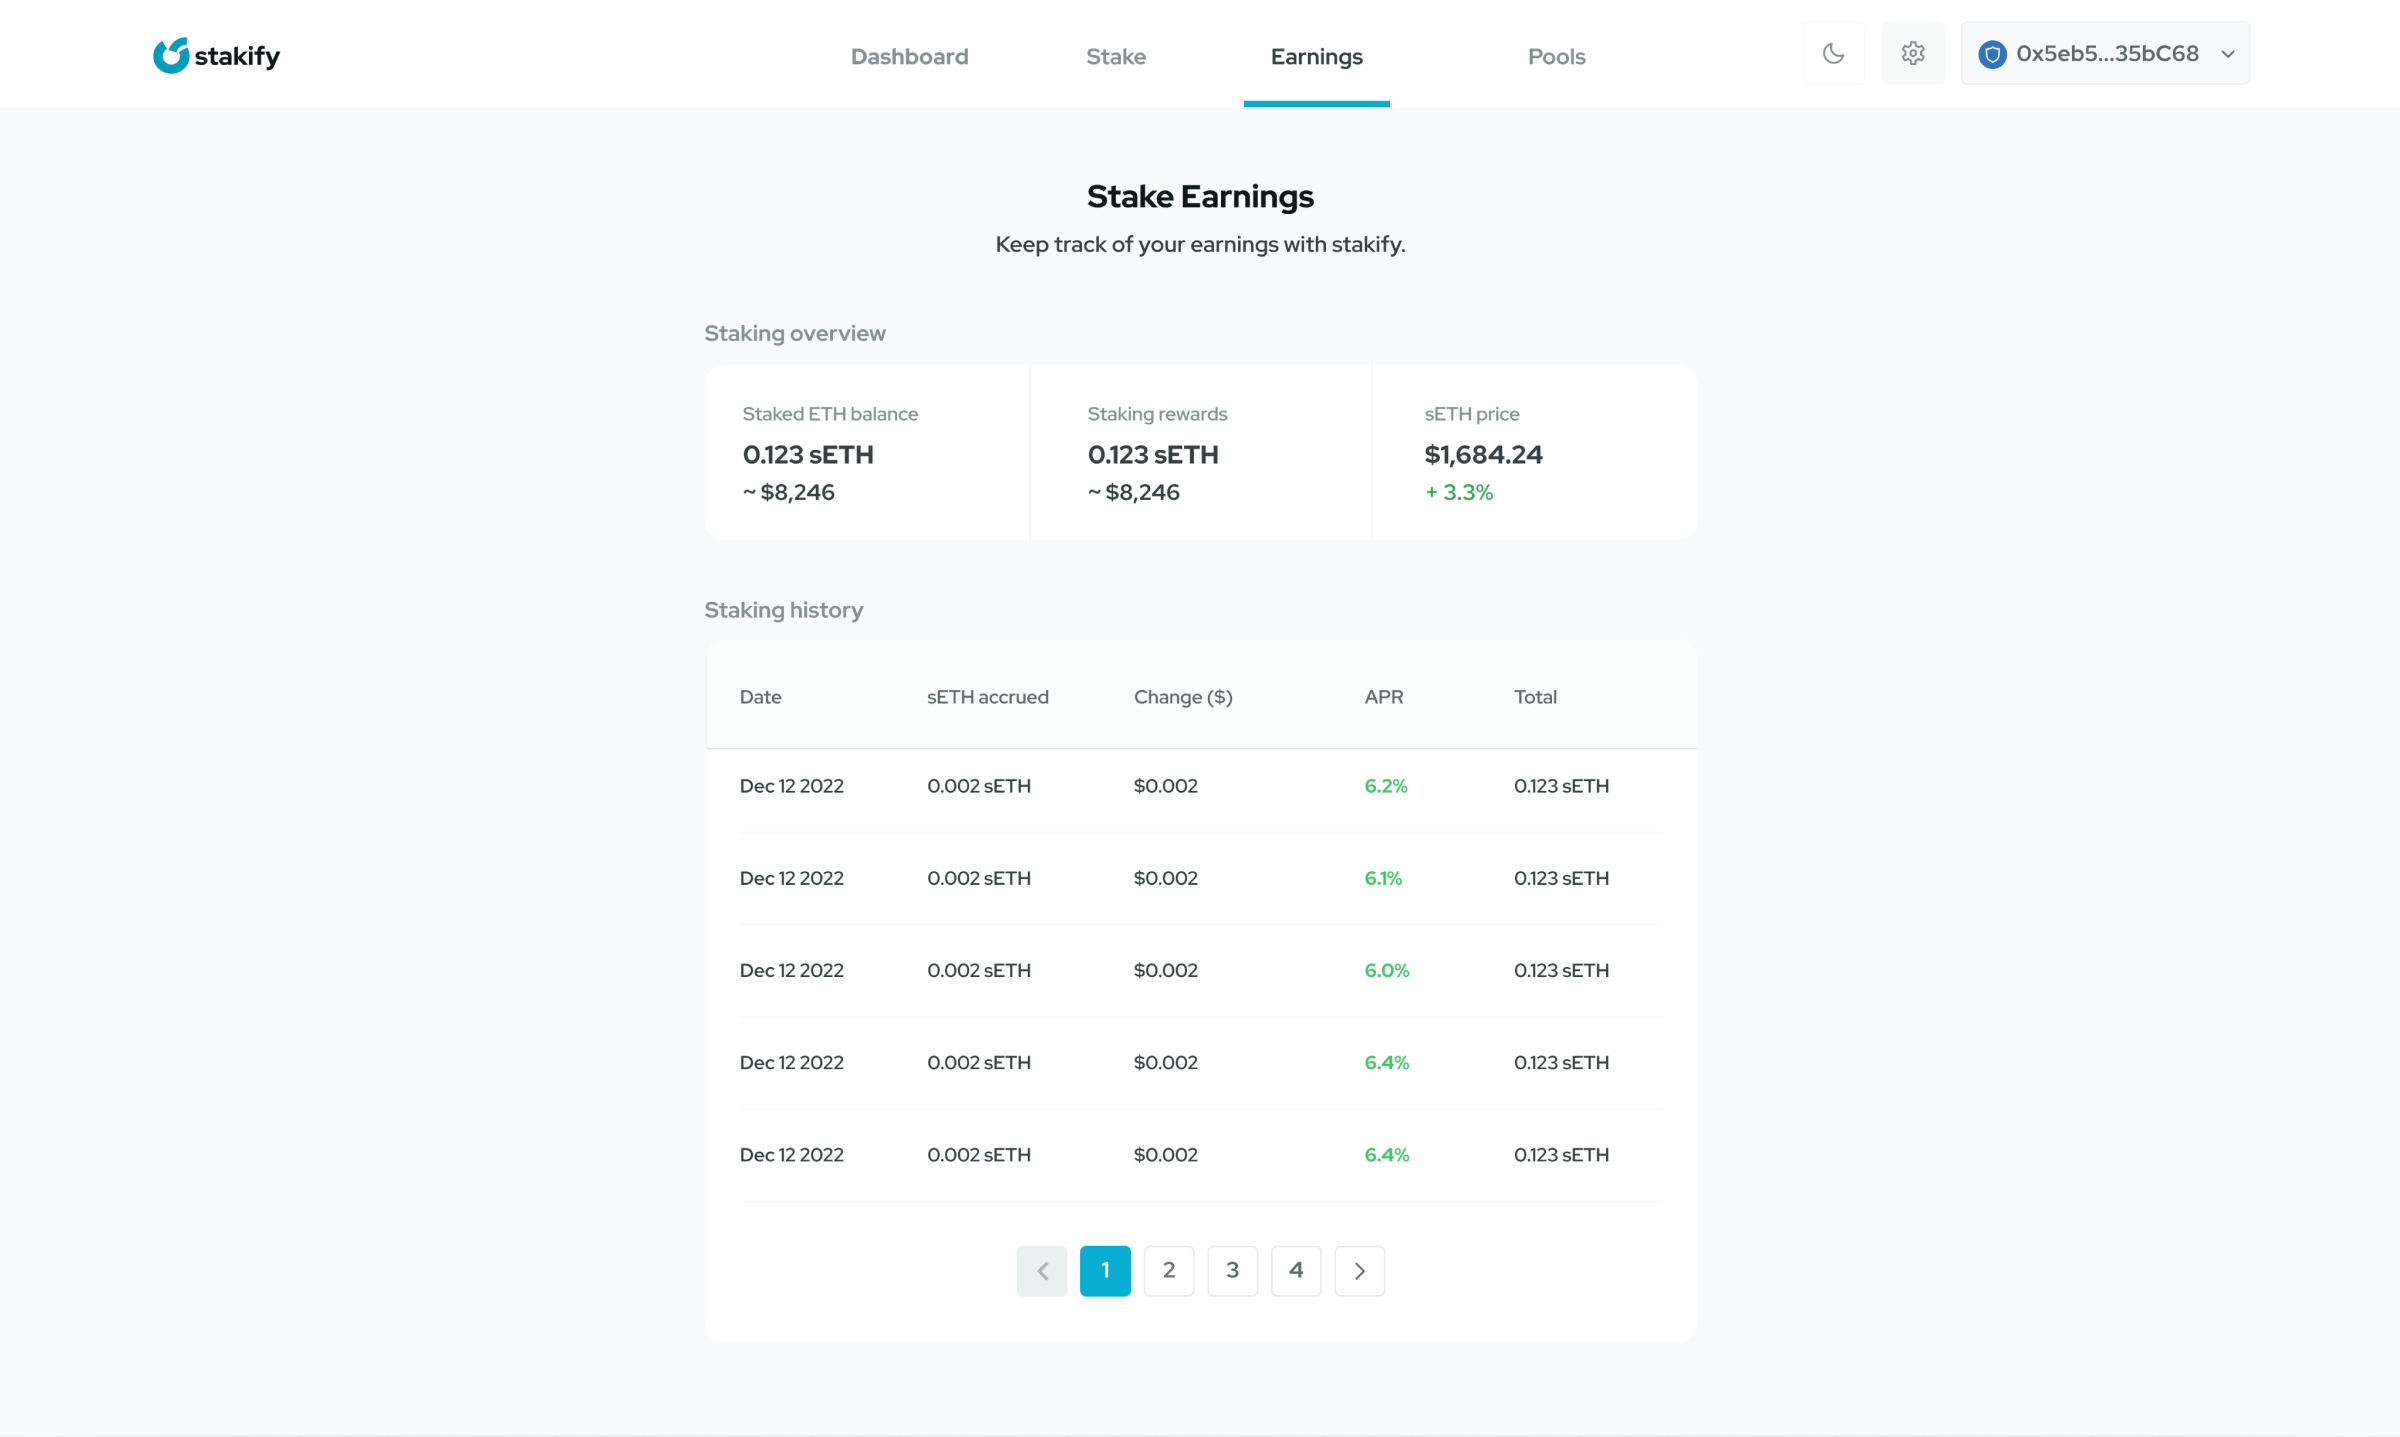 stakify
Dashboard Stake Earnings Pools 0x5eb5...35bC68
Stake Earnings
Keep track of your earnings with stakify.
Staking overview
Staked ETH balance Staking rewards sETH price
0.123 sETH 0.123 sETH $1,684.24
~ $8,246 ~ $8,246 + 3.3%
Staking history
Date sETH accrued Change ($) APR Total
Dec 12 2022 0.002 sETH $0.002 6.2% 0.123 sETH
Dec 12 2022 0.002 sETH $0.002 6.1% 0.123 sETH
Dec 12 2022 0.002 sETH $0.002 6.0% 0.123 sETH
Dec 12 2022 0.002 sETH $0.002 6.4% 0.123 sETH
Dec 12 2022 0.002 sETH $0.002 6.4% 0.123 sETH
1 2 3 4